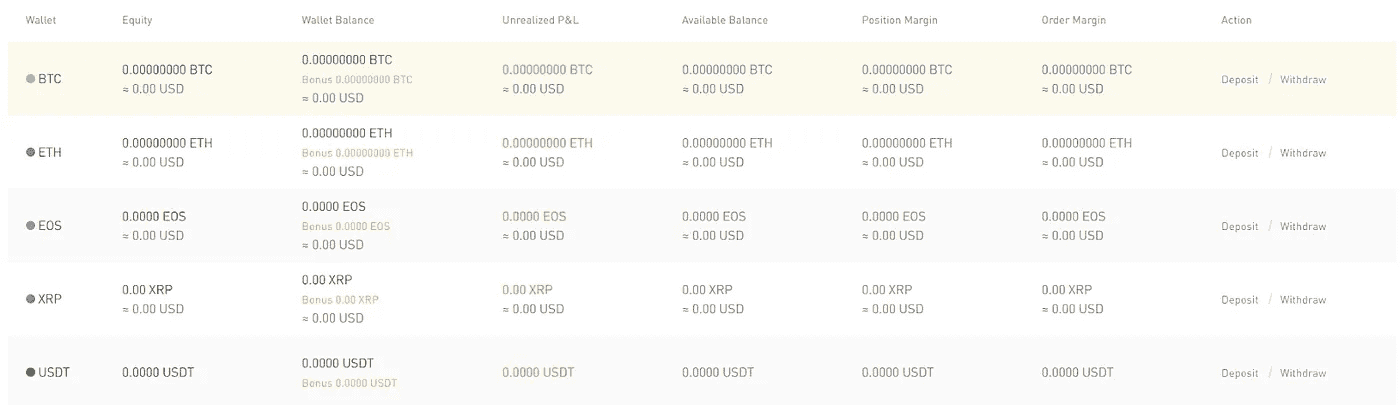 Wallet Equity Wallet Balance Unrealized P&L Available Balance Position Margin Order Margin Action
BTC 0.00000000 BTC ≈ 0.00 USD 0.00000000 BTC Bonus 0.00000000 BTC ≈ 0.00 USD 0.00000000 BTC ≈ 0.00 USD 0.00000000 BTC ≈ 0.00 USD 0.00000000 BTC ≈ 0.00 USD 0.00000000 BTC ≈ 0.00 USD Deposit / Withdraw
ETH 0.00000000 ETH ≈ 0.00 USD 0.00000000 ETH Bonus 0.00000000 ETH ≈ 0.00 USD 0.00000000 ETH ≈ 0.00 USD 0.00000000 ETH ≈ 0.00 USD 0.00000000 ETH ≈ 0.00 USD 0.00000000 ETH ≈ 0.00 USD Deposit / Withdraw
EOS 0.0000 EOS ≈ 0.00 USD 0.0000 EOS Bonus 0.0000 EOS ≈ 0.00 USD 0.0000 EOS ≈ 0.00 USD 0.0000 EOS ≈ 0.00 USD 0.0000 EOS ≈ 0.00 USD 0.0000 EOS ≈ 0.00 USD Deposit / Withdraw
XRP 0.00 XRP ≈ 0.00 USD 0.00 XRP Bonus 0.00 XRP ≈ 0.00 USD 0.00 XRP ≈ 0.00 USD 0.00 XRP ≈ 0.00 USD 0.00 XRP ≈ 0.00 USD 0.00 XRP ≈ 0.00 USD Deposit / Withdraw
USDT 0.0000 USDT 0.0000 USDT Bonus 0.0000 USDT 0.0000 USDT 0.0000 USDT 0.0000 USDT 0.0000 USDT Deposit / Withdraw